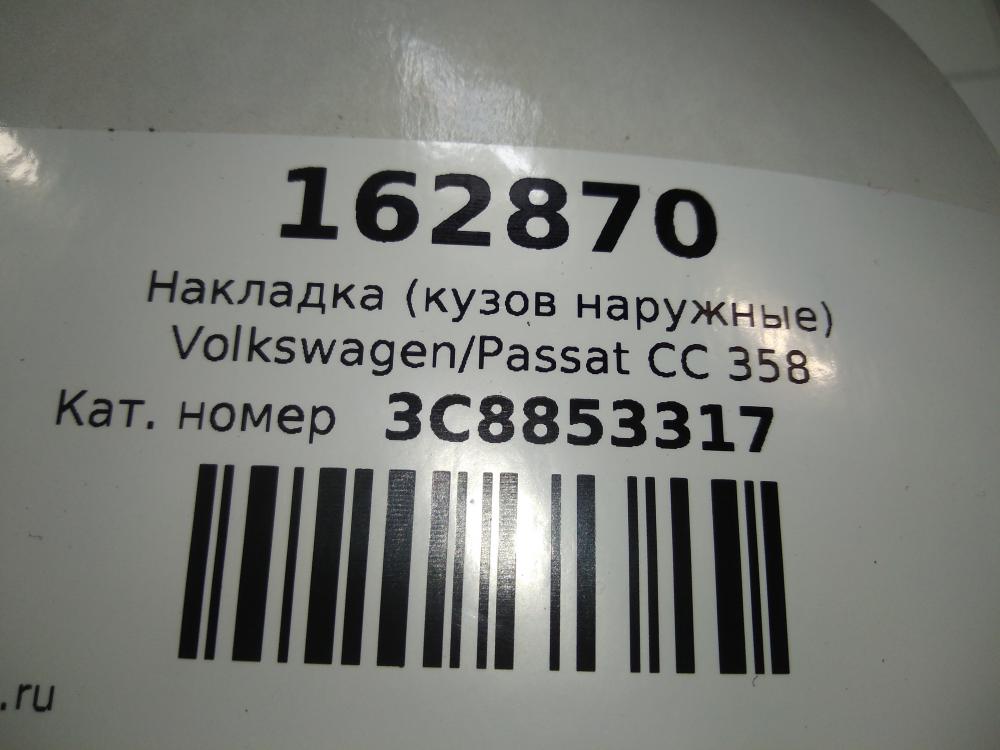 162870
Накладка (кузов наружные)
Volkswagen/Passat CC 358
Кат. номер 3C8853317
.ru